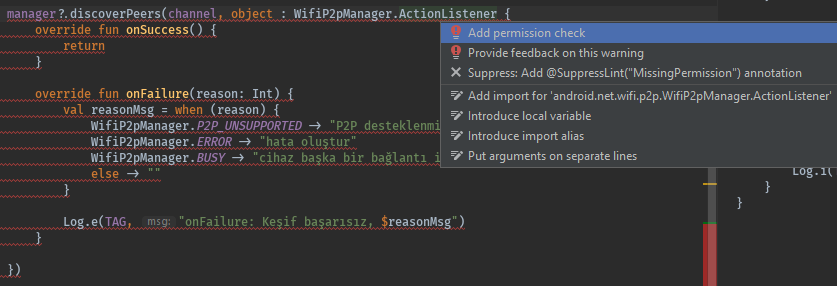 manager?.discoverPeers(channel, object : WifiP2pManager.ActionListener {
override fun onSuccess() {
return
}
override fun onFailure(reason: Int) {
val reasonMsg = when (reason) {
WifiP2pManager.P2P_UNSUPPORTED → "P2P desteklenmi
WifiP2pManager.ERROR → "hata oluştur"
WifiP2pManager.BUSY → "cihaz başka bir bağlantı i
else → ""
}
Log.e(TAG, msg: "onFailure: Keşif başarısız, $reasonMsg")
}
})
Add permission check
Provide feedback on this warning
Suppress: Add @SuppressLint("MissingPermission") annotation
Add import for 'android.net.wifi.p2p.WifiP2pManager.ActionListener'
Introduce local variable
Introduce import alias
Put arguments on separate lines
Log.i(
}
}